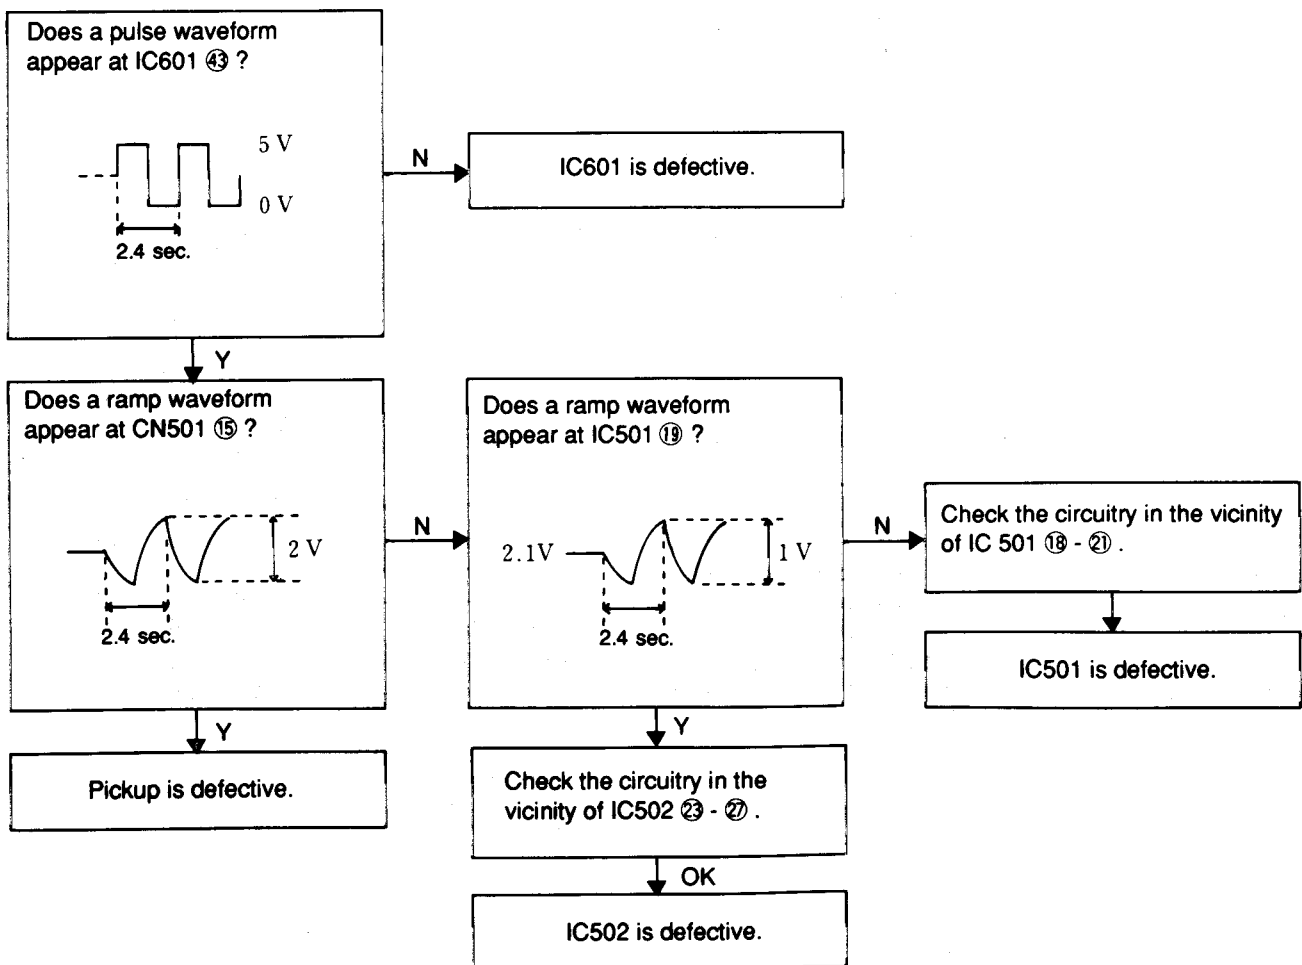 Does a pulse waveform
appear at IC601 ㊸ ?
5 V
0 V
2.4 sec.
N
IC601 is defective.
Y
Does a ramp waveform
appear at CN501 ⑮ ?
2 V
2.4 sec.
N
Does a ramp waveform
appear at IC501 ⑲ ?
2.1V
1 V
2.4 sec.
N
Check the circuitry in the vicinity
of IC 501 ⑱ - ㉑ .
IC501 is defective.
Y
Pickup is defective.
Y
Check the circuitry in the
vicinity of IC502 ㉓ - ㉗ .
OK
IC502 is defective.